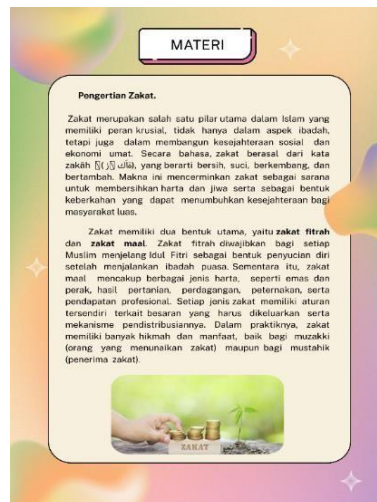 MATERI
Pengertian Zakat.
Zakat merupakan salah satu pilar utama dalam Islam yang
memiliki peran krusial, tidak hanya dalam aspek ibadah,
tetapi juga dalam membangun kesejahteraan sosial dan
ekonomi umat. Secara bahasa, zakat berasal dari kata
zakāh yang berarti bersih, suci, berkembang, dan
bertambah. Makna ini mencerminkan zakat sebagai sarana
untuk membersihkan harta dan jiwa serta sebagai bentuk
keberkahan yang dapat menumbuhkan kesejahteraan bagi
masyarakat luas.
Zakat memiliki dua bentuk utama, yaitu zakat fitrah
dan zakat maal. Zakat fitrah diwajibkan bagi setiap
Muslim menjelang Idul Fitri sebagai bentuk penyucian diri
setelah menjalankan ibadah puasa. Sementara itu, zakat
maal mencakup berbagai jenis harta, seperti emas dan
perak, hasil pertanian, perdagangan, peternakan, serta
pendapatan profesional. Setiap jenis zakat memiliki aturan
tersendiri terkait besaran yang harus dikeluarkan serta
mekanisme pendistribusiannya. Dalam praktiknya, zakat
memiliki banyak hikmah dan manfaat, baik bagi muzakki
(orang yang menunaikan zakat) maupun bagi mustahik
(penerima zakat).
ZAKAT